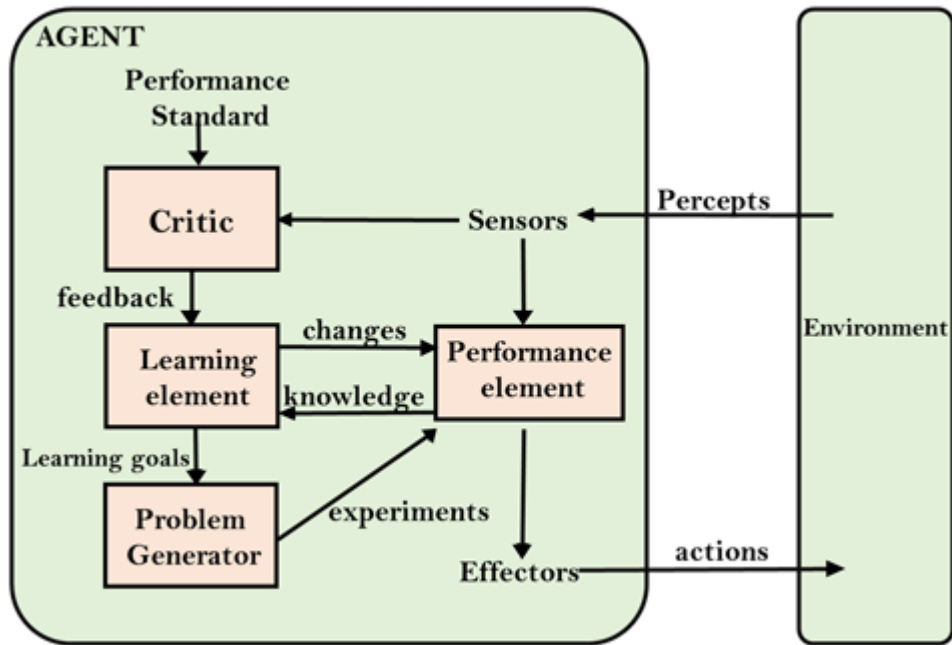 AGENT
Performance
Standard
Critic
Sensors
Percepts
feedback
changes
Environment
Learning
element
Performance
element
knowledge
Learning goals
Problem
Generator
experiments
Effectors
actions